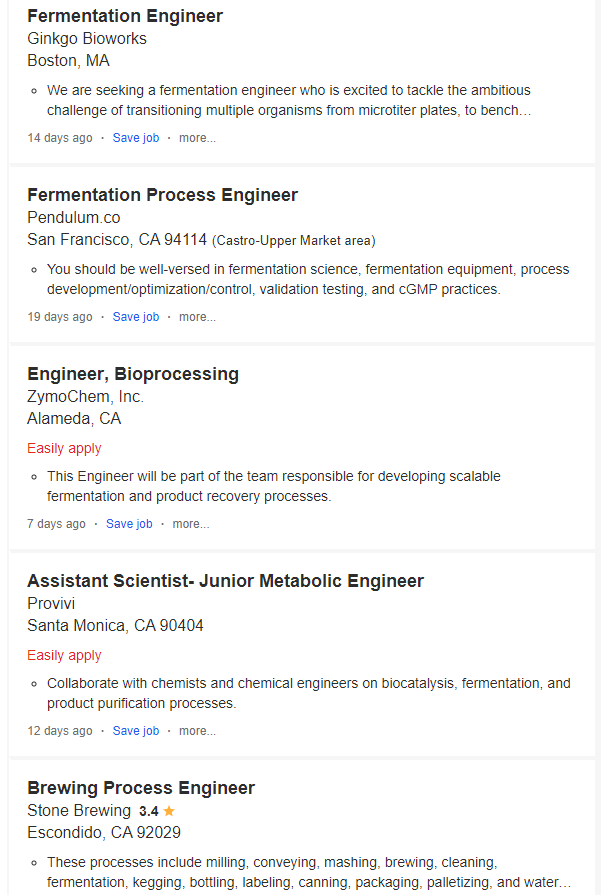 Fermentation Engineer
Ginkgo Bioworks
Boston, MA
We are seeking a fermentation engineer who is excited to tackle the ambitious
challenge of transitioning multiple organisms from microtiter plates, to bench…
14 days ago · Save job · more...
Fermentation Process Engineer
Pendulum.co
San Francisco, CA 94114 (Castro-Upper Market area)
You should be well-versed in fermentation science, fermentation equipment, process
development/optimization/control, validation testing, and cGMP practices.
19 days ago · Save job · more...
Engineer, Bioprocessing
ZymoChem, Inc.
Alameda, CA
Easily apply
This Engineer will be part of the team responsible for developing scalable
fermentation and product recovery processes.
7 days ago · Save job · more...
Assistant Scientist- Junior Metabolic Engineer
Provivi
Santa Monica, CA 90404
Easily apply
Collaborate with chemists and chemical engineers on biocatalysis, fermentation, and
product purification processes.
12 days ago · Save job · more...
Brewing Process Engineer
Stone Brewing 3.4 ★
Escondido, CA 92029
These processes include milling, conveying, mashing, brewing, cleaning,
fermentation, kegging, bottling, labeling, canning, packaging, palletizing, and water…